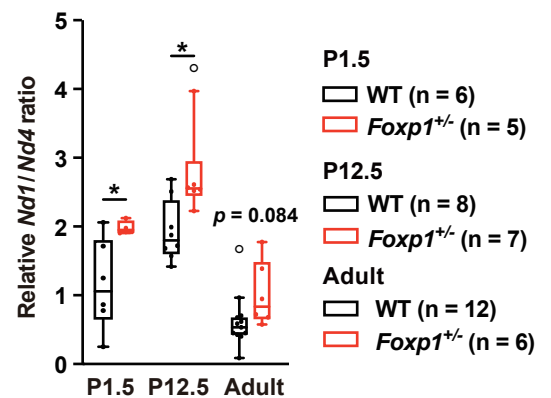 Relative Nd1/Nd4 ratio
5
4
3
2
1
0
*
*
p = 0.084
P1.5
P12.5
Adult
P1.5
WT (n = 6)
Foxp1+/- (n = 5)
P12.5
WT (n = 8)
Foxp1+/- (n = 7)
Adult
WT (n = 12)
Foxp1+/- (n = 6)